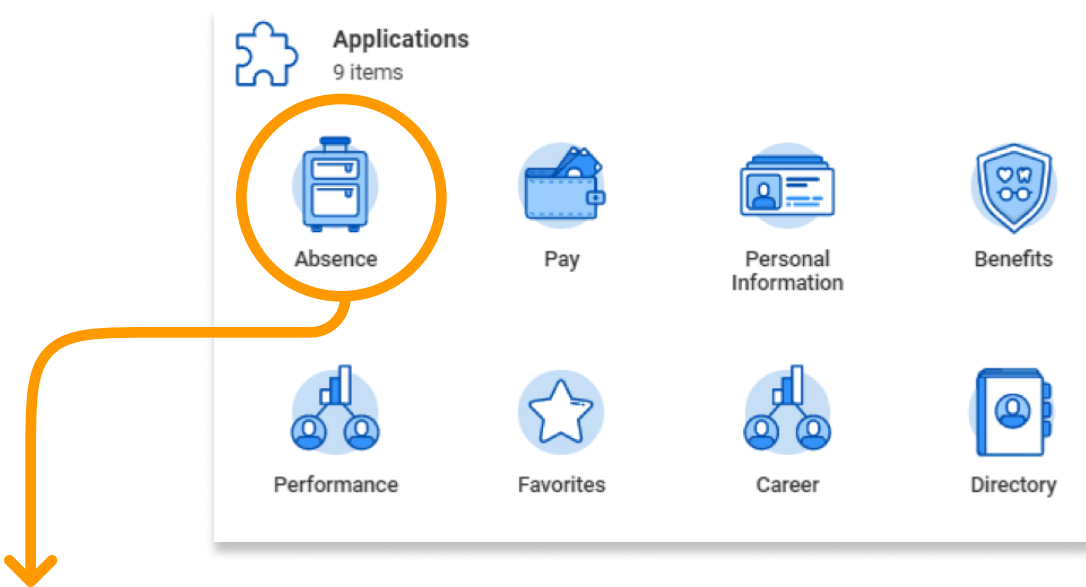 Applications
9 items
Absence
Pay
Personal
Information
Benefits
Performance
Favorites
Career
Directory